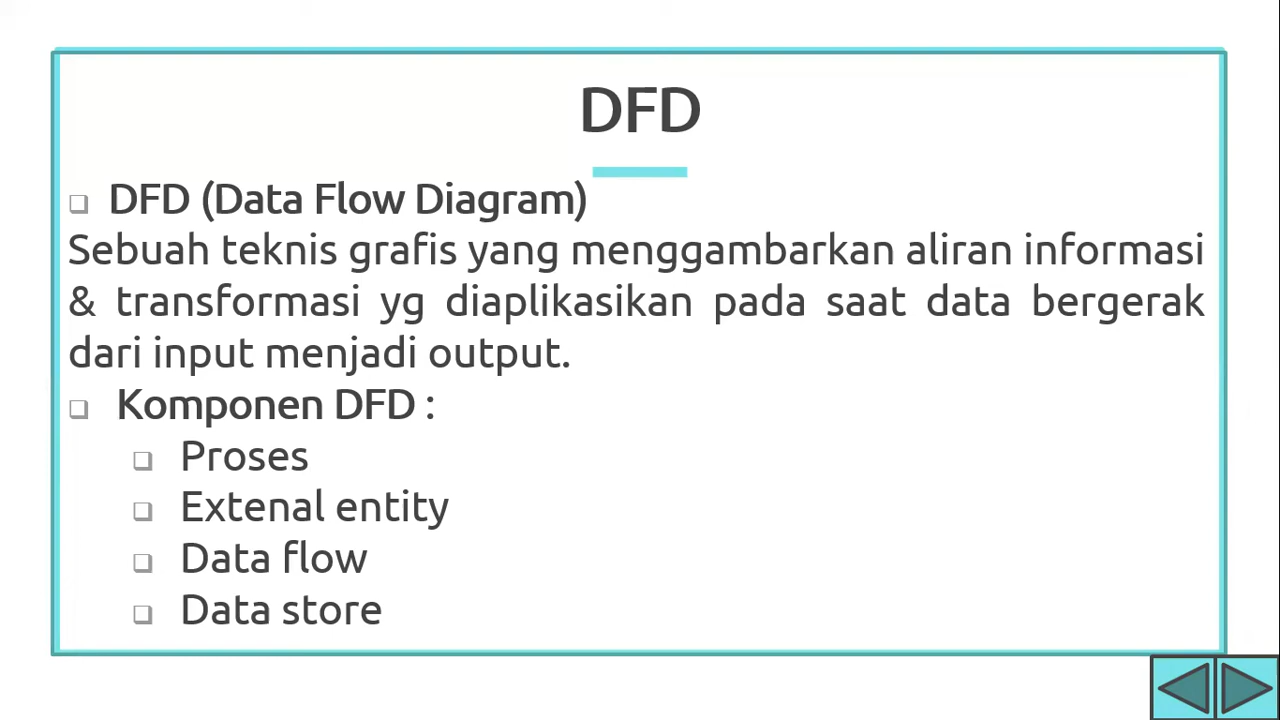 DFD
DFD (Data Flow Diagram)
Sebuah teknis grafis yang menggambarkan aliran informasi
& transformasi yg diaplikasikan pada saat data bergerak
dari input menjadi output.
Komponen DFD :
Proses
Extenal entity
Data flow
Data store